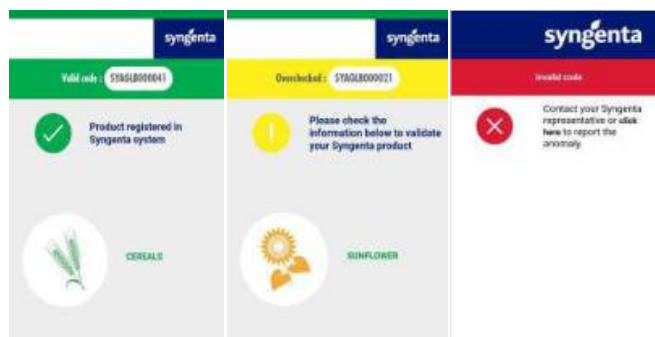 syngenta
Valid code : SYAGLB000041
Product registered in
Syngenta system
CEREALS
syngenta
Overchecked : SYAGLB000021
Please check the
information below to validate
your Syngenta product
SUNFLOWER
syngenta
Invalid code
Contact your Syngenta
representative or click
here to report the
anomaly